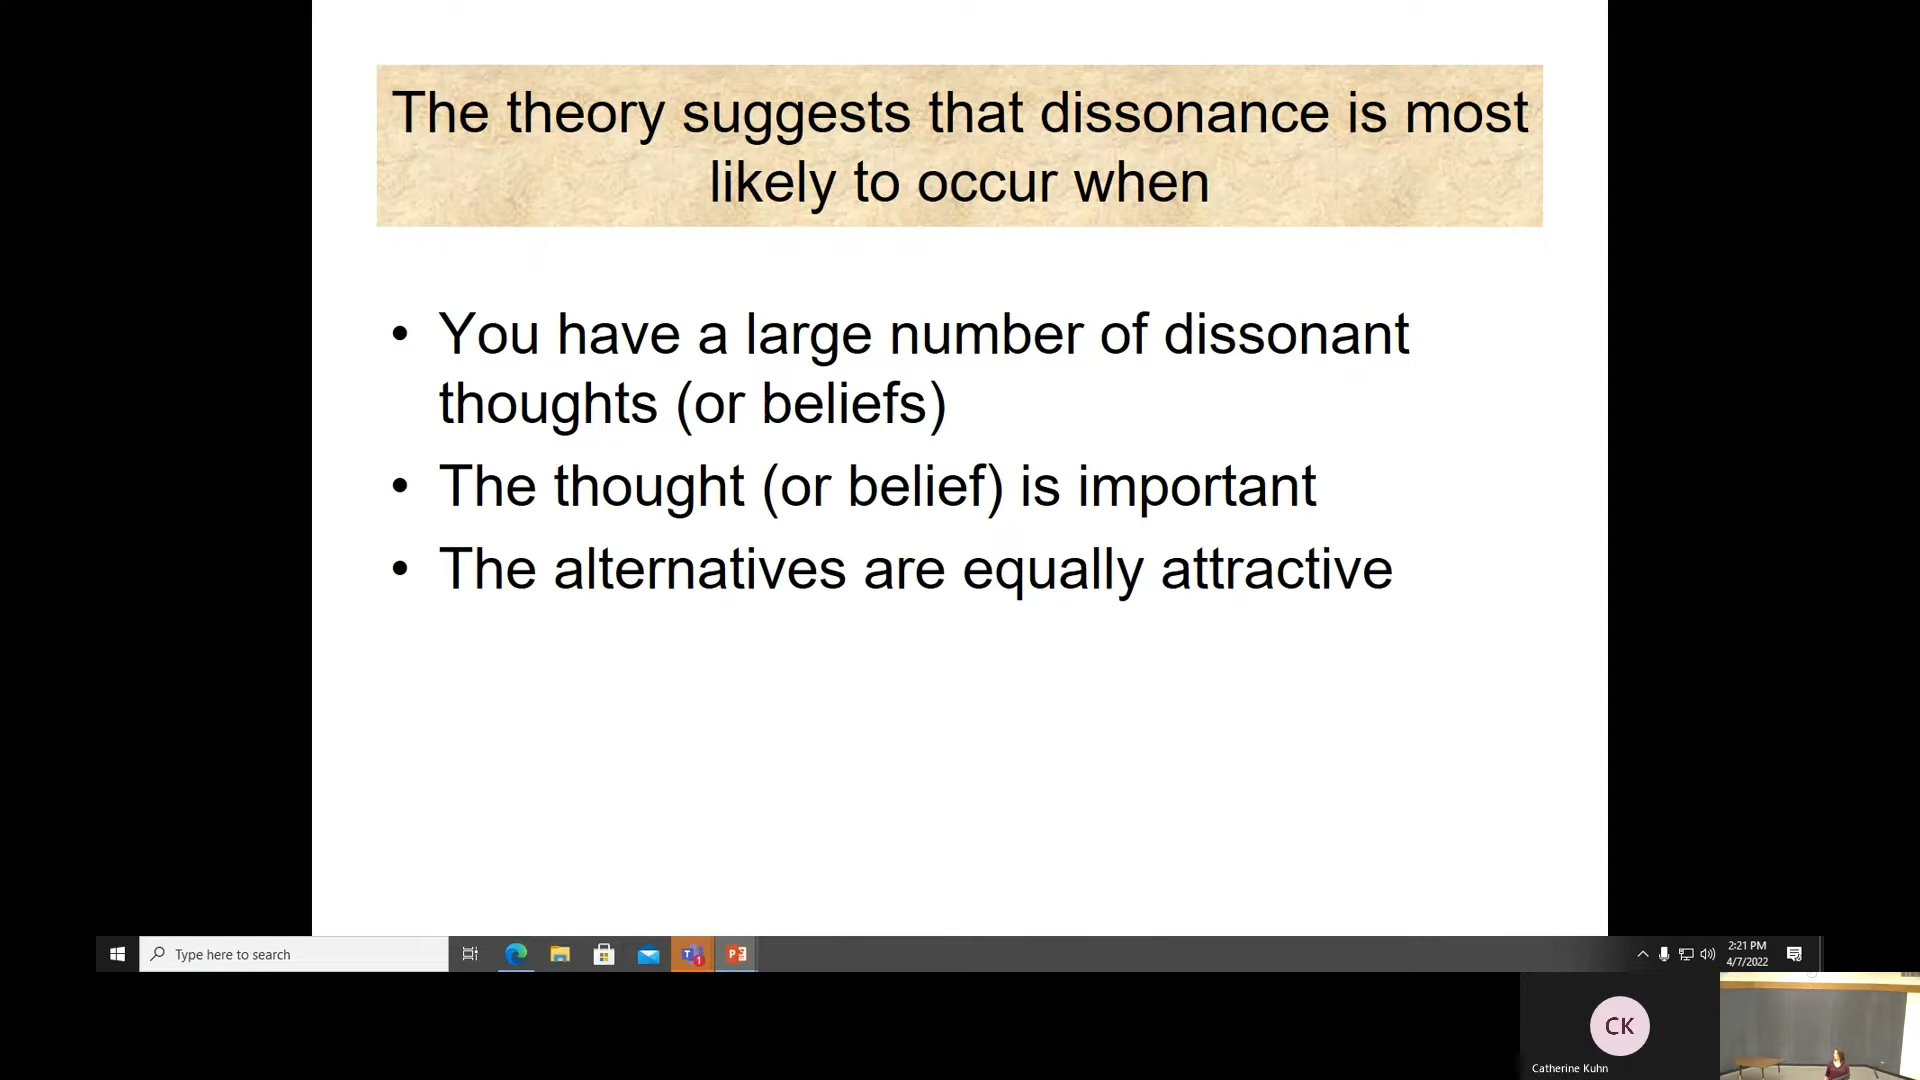 The theory suggests that dissonance is most
likely to occur when
• You have a large number of dissonant
thoughts (or beliefs)
• The thought (or belief) is important
• The alternatives are equally attractive
Type here to search
2:21 PM
4/7/2022
CK
Catherine Kuhn